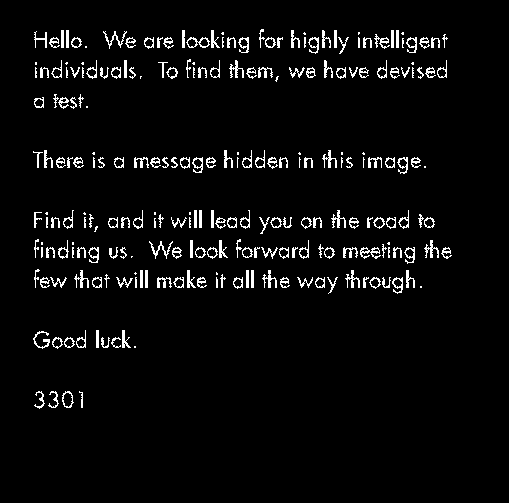 Hello.  We are looking for highly intelligent
individuals.  To find them, we have devised
a test.
There is a message hidden in this image.
Find it, and it will lead you on the road to
finding us.  We look forward to meeting the
few that will make it all the way through.
Good luck.
3301